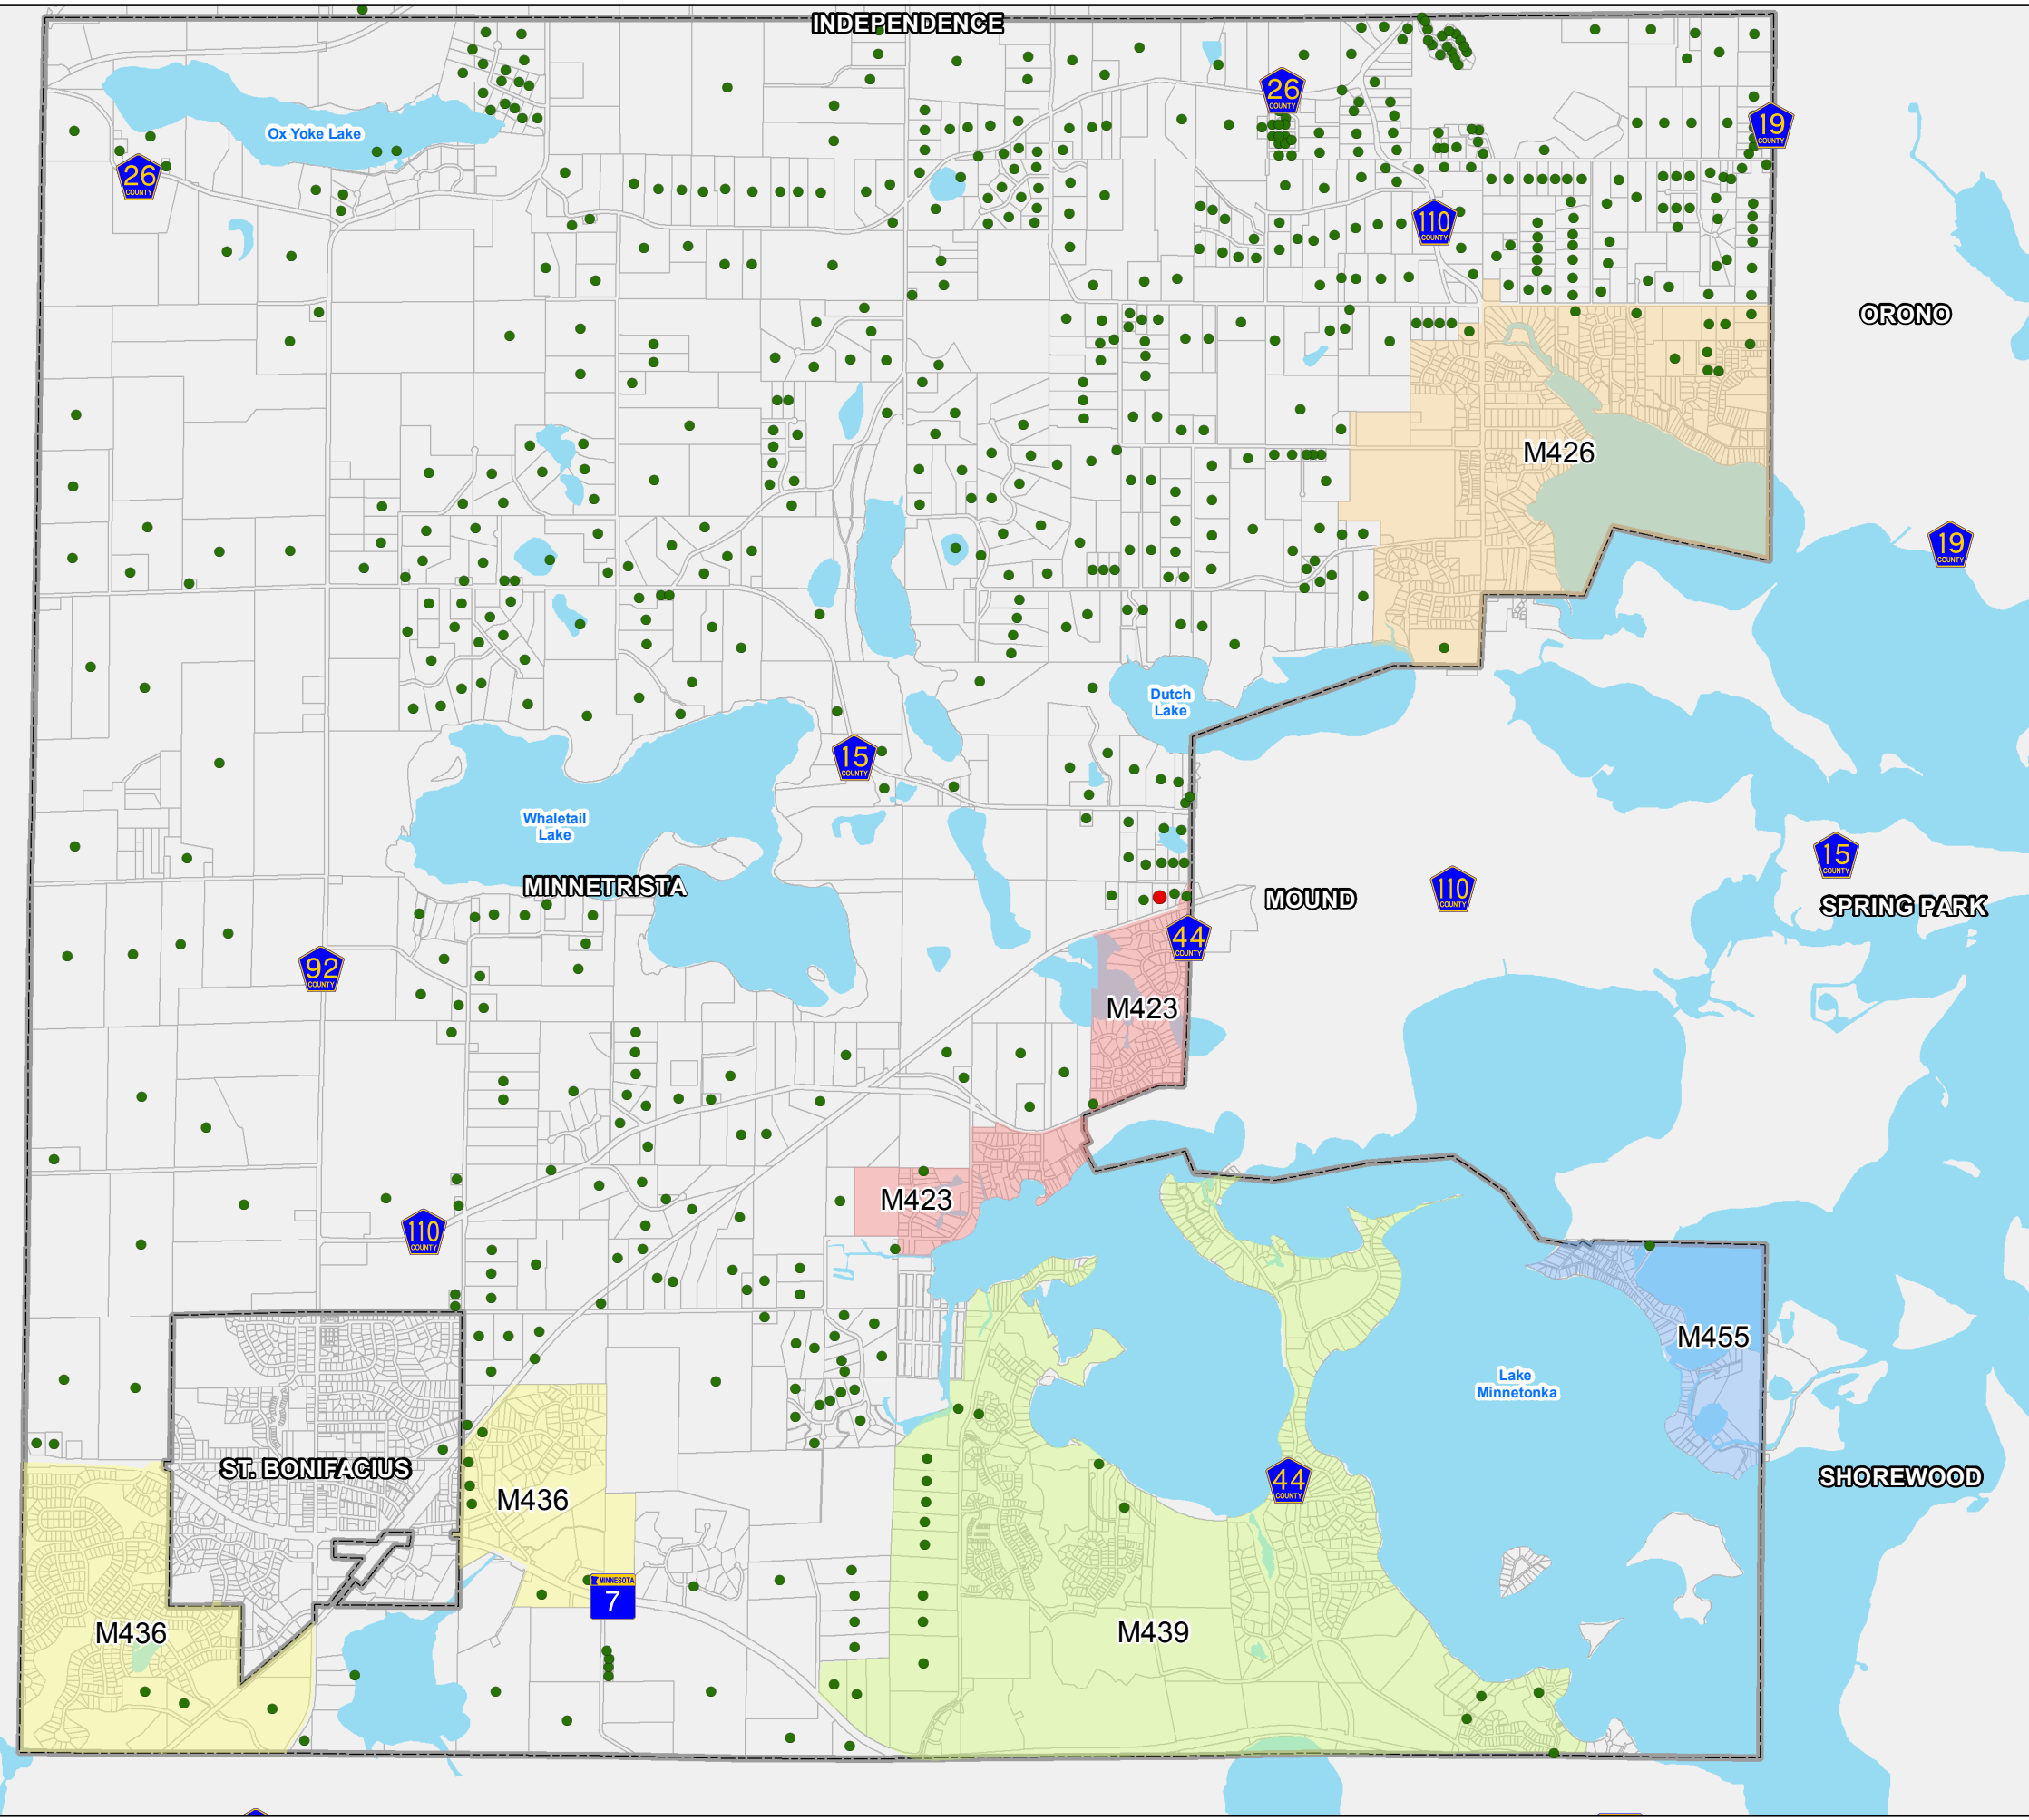 INDEPENDENCE
26
COUNTY
19
COUNTY
Ox Yoke Lake
26
COUNTY
110
COUNTY
ORONO
M426
19
COUNTY
Dutch
Lake
15
COUNTY
Whaletail
Lake
15
COUNTY
MINNETRISTA
MOUND
110
COUNTY
SPRING PARK
44
COUNTY
92
COUNTY
M423
M423
110
COUNTY
M455
Lake
Minnetonka
ST. BONIFACIUS
44
COUNTY
SHOREWOOD
M436
MINNESOTA
7
M436
M439